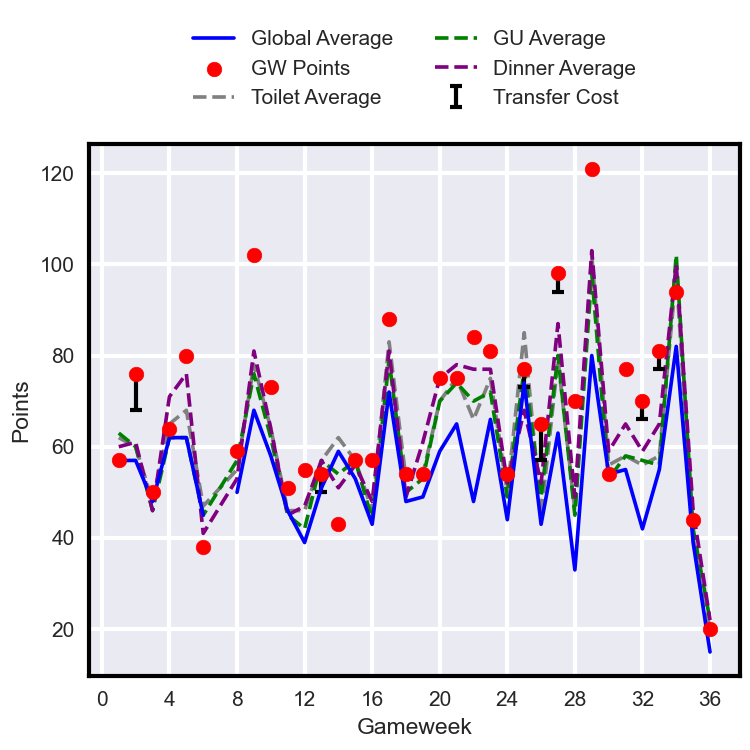 Global Average
GU Average
GW Points
Dinner Average
Toilet Average
Transfer Cost
120
100
80
60
40
20
Points
0 4 8 12 16 20 24 28 32 36
Gameweek